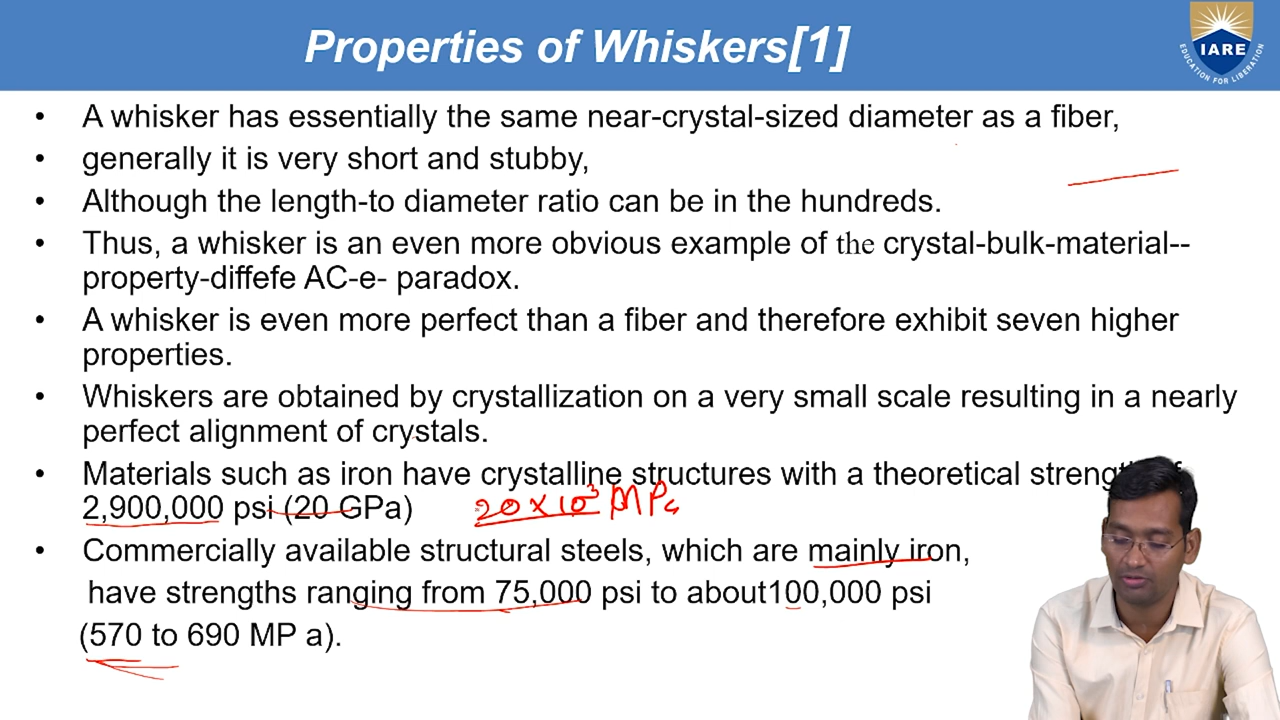 Properties of Whiskers[1]
IARE
EDUCATION FOR LIBERATION
• A whisker has essentially the same near-crystal-sized diameter as a fiber,
• generally it is very short and stubby,
• Although the length-to diameter ratio can be in the hundreds.
• Thus, a whisker is an even more obvious example of the crystal-bulk-material--
property-diffefe AC-e- paradox.
• A whisker is even more perfect than a fiber and therefore exhibit seven higher
properties.
• Whiskers are obtained by crystallization on a very small scale resulting in a nearly
perfect alignment of crystals.
• Materials such as iron have crystalline structures with a theoretical strength
2,900,000 psi (20 GPa) 20 × 10³ MPa
• Commercially available structural steels, which are mainly iron,
have strengths ranging from 75,000 psi to about100,000 psi
(570 to 690 MP a).